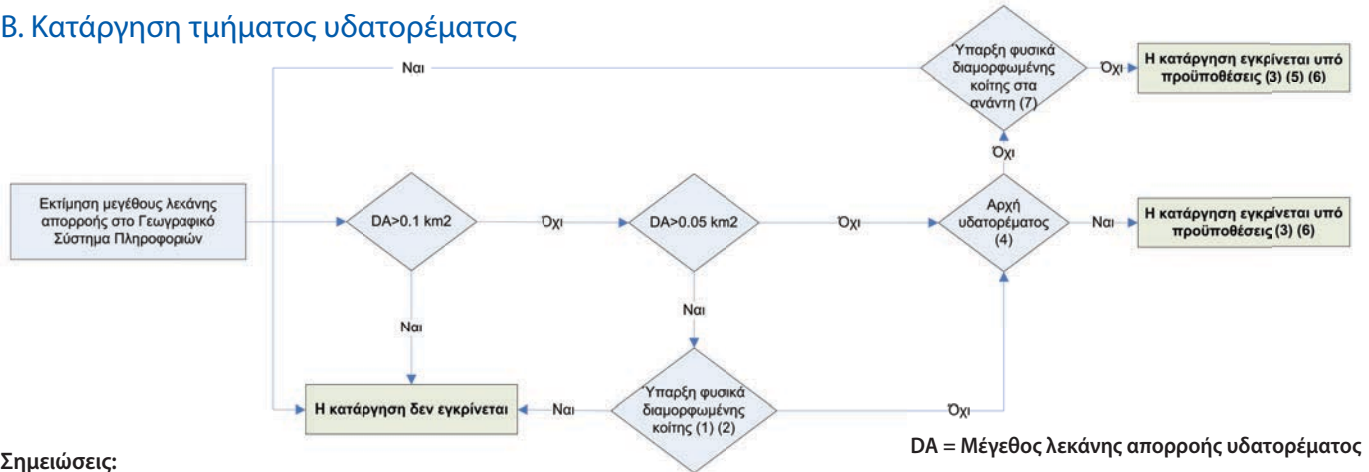 Β. Κατάργηση τμήματος υδατορέματος
Ναι
Ύπαρξη φυσικά
διαμορφωμένης
κοίτης στα
ανάντη (7)
Όχι
Η κατάργηση εγκρίνεται υπό
προϋποθέσεις (3) (5) (6)
Όχι
Εκτίμηση μεγέθους λεκάνης
απορροής στο Γεωγραφικό
Σύστημα Πληροφοριών
DA>0.1 km2
Όχι
DA>0.05 km2
Όχι
Αρχή
υδατορέματος
(4)
Ναι
Η κατάργηση εγκρίνεται υπό
προϋποθέσεις (3) (6)
Ναι
Ναι
Η κατάργηση δεν εγκρίνεται
Ναι
Ύπαρξη φυσικά
διαμορφωμένης
κοίτης (1) (2)
Όχι
DA = Μέγεθος λεκάνης απορροής υδατορέματος
Σημειώσεις: